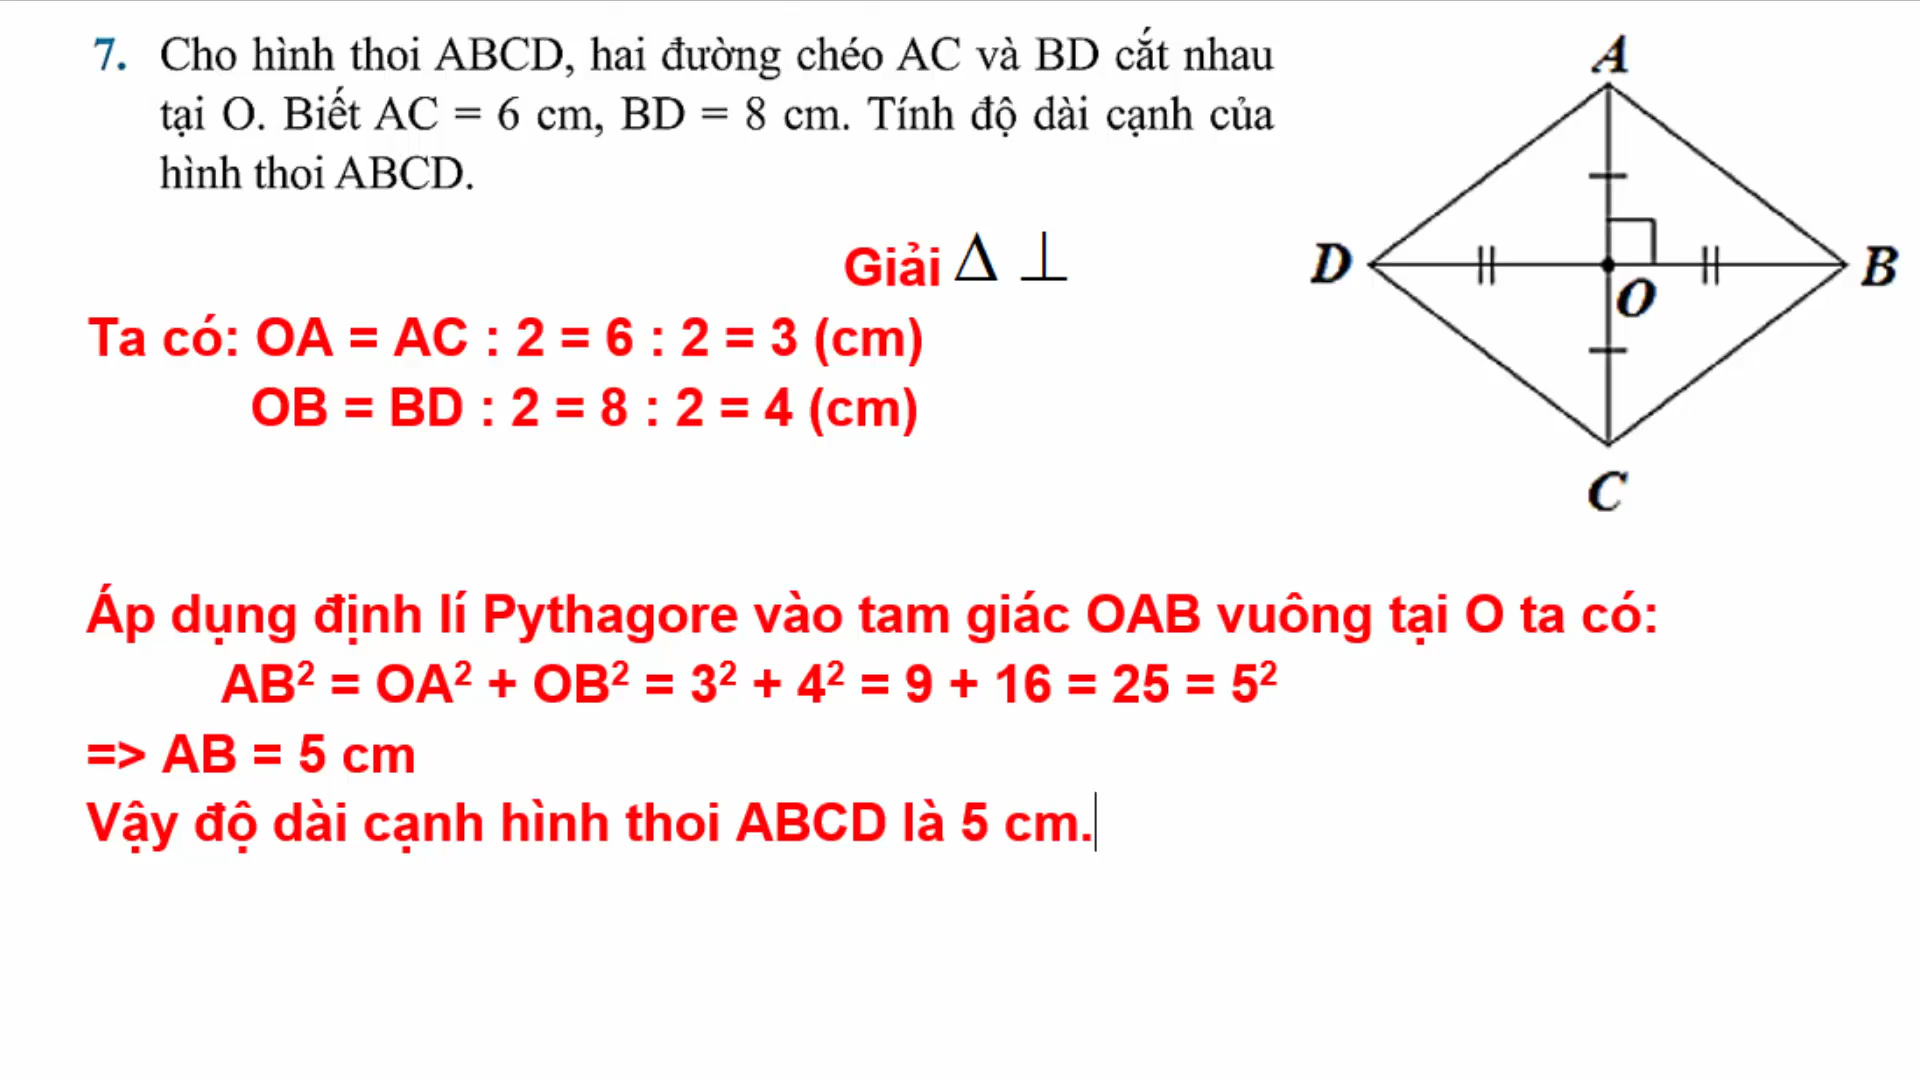 7. Cho hình thoi ABCD, hai đường chéo AC và BD cắt nhau
tại O. Biết AC = 6 cm, BD = 8 cm. Tính độ dài cạnh của
hình thoi ABCD.
A
D
B
O
C
Giải Δ ⊥
Ta có: OA = AC : 2 = 6 : 2 = 3 (cm)
OB = BD : 2 = 8 : 2 = 4 (cm)
Áp dụng định lí Pythagore vào tam giác OAB vuông tại O ta có:
AB² = OA² + OB² = 3² + 4² = 9 + 16 = 25 = 5²
=> AB = 5 cm
Vậy độ dài cạnh hình thoi ABCD là 5 cm.